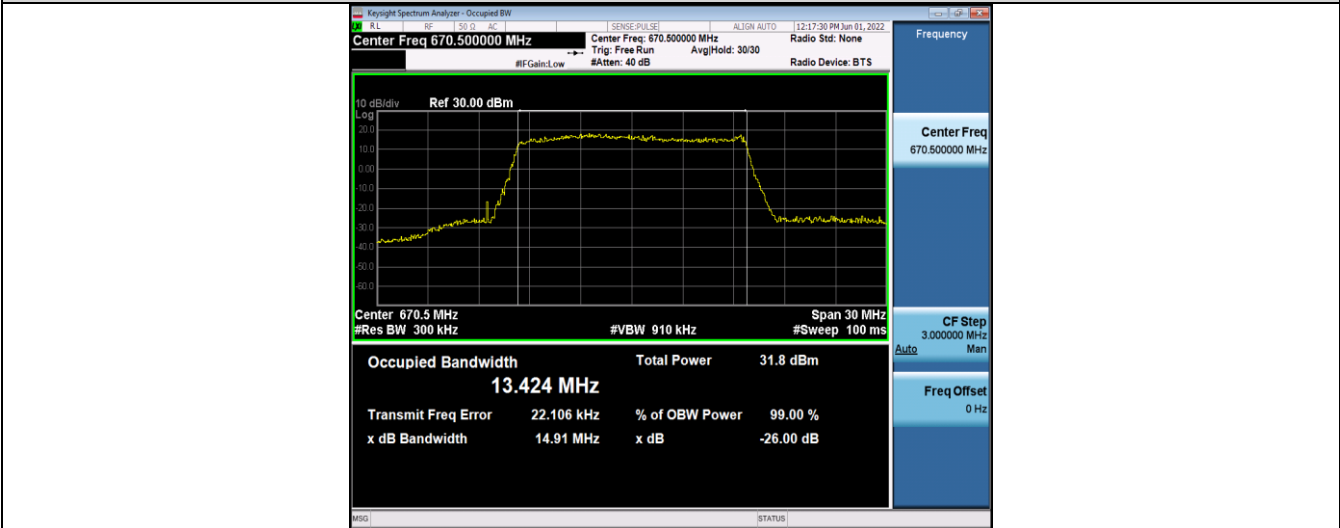 Keysight Spectrum Analyzer - Occupied BW
RL RF 50 Ω AC SENSE:PULSE ALIGN AUTO 12:17:30 PM Jun 01, 2022
Center Freq 670.500000 MHz
Center Freq: 670.500000 MHz Radio Std: None
Trig: Free Run Avg|Hold: 30/30
#IFGain:Low #Atten: 40 dB Radio Device: BTS
10 dB/div Ref 30.00 dBm
Log
20.0
10.0
0.00
-10.0
-20.0
-30.0
-40.0
-50.0
-60.0
Center 670.5 MHz Span 30 MHz
#Res BW 300 kHz #VBW 910 kHz #Sweep 100 ms
Occupied Bandwidth Total Power 31.8 dBm
13.424 MHz
Transmit Freq Error 22.106 kHz % of OBW Power 99.00 %
x dB Bandwidth 14.91 MHz x dB -26.00 dB
MSG STATUS
Frequency
Center Freq
670.500000 MHz
CF Step
3.000000 MHz
Auto Man
Freq Offset
0 Hz